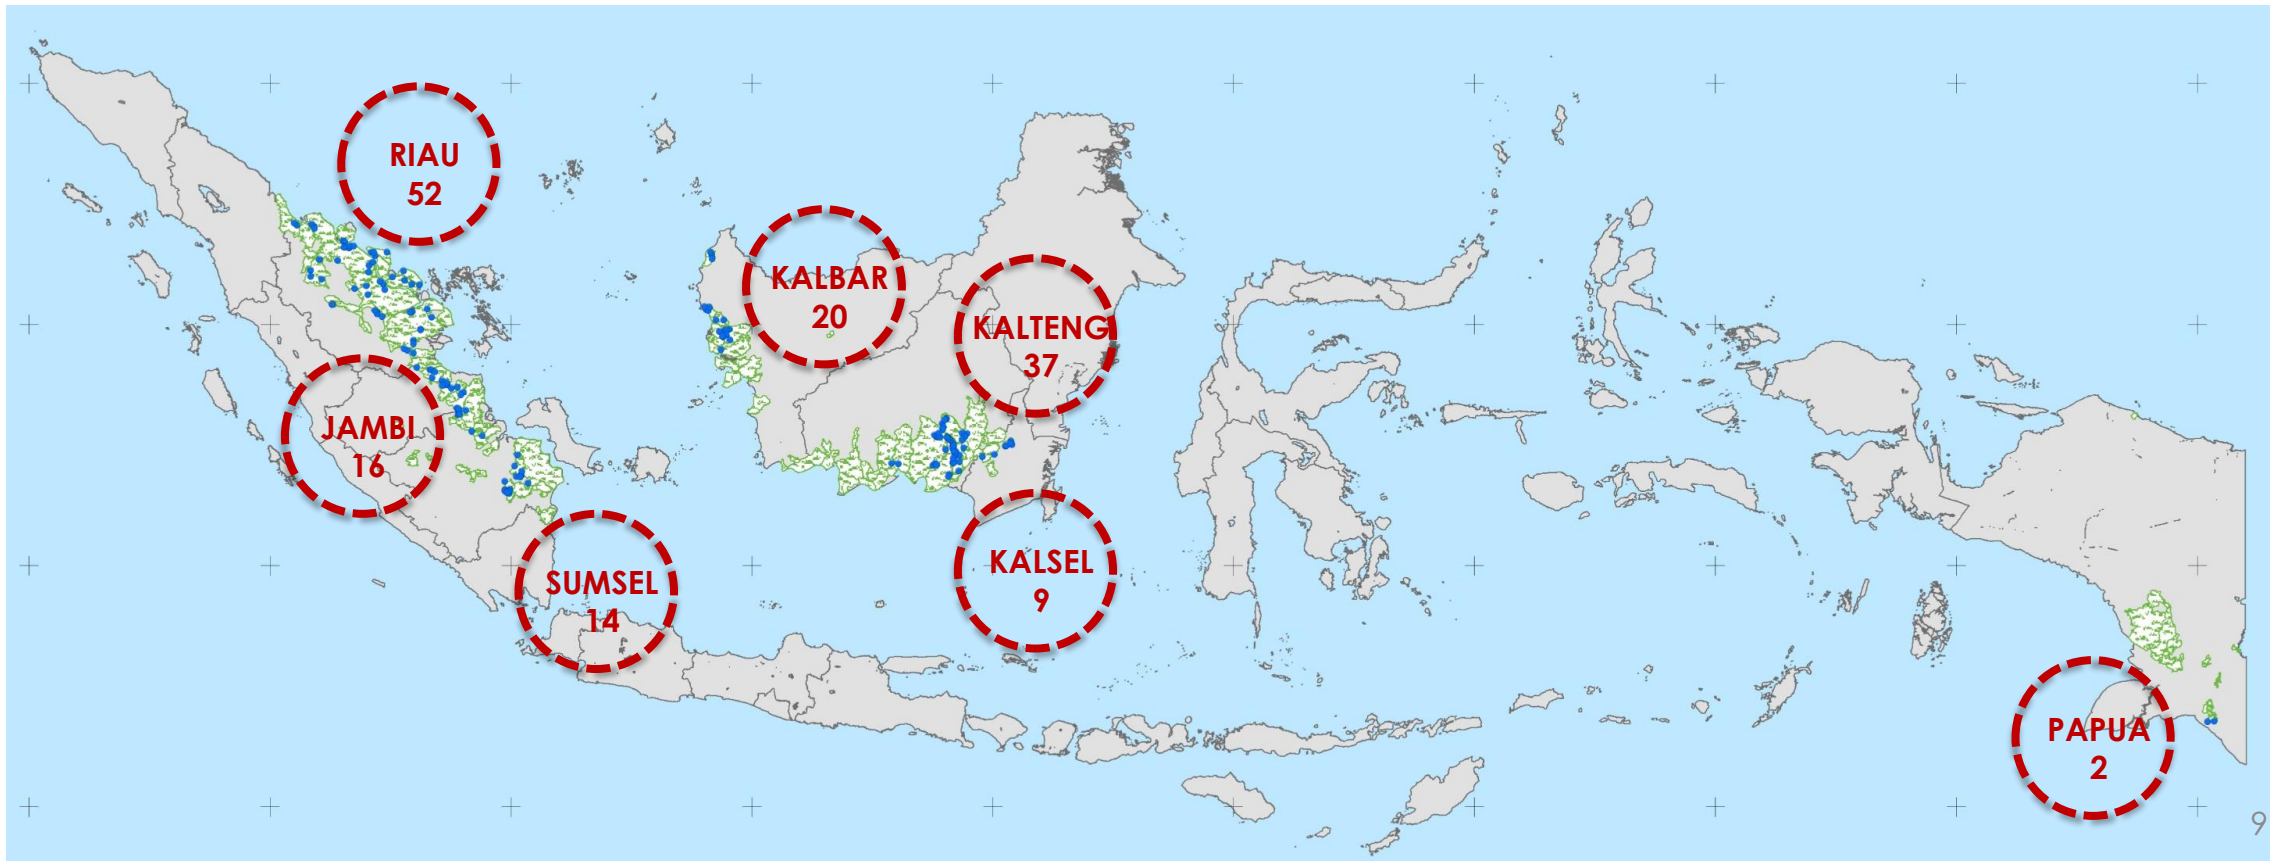 RIAU
52
KALBAR
20
KALTENG
37
JAMBI
16
SUMSEL
14
KALSEL
9
PAPUA
2
9